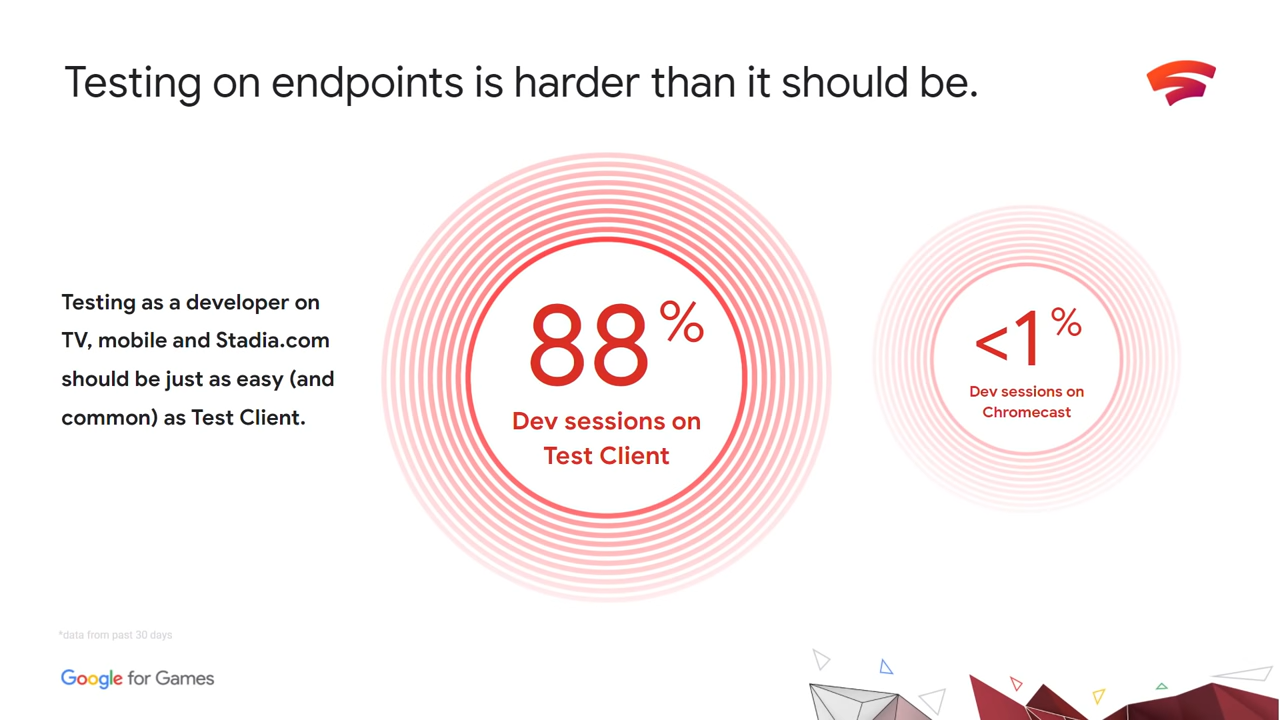 Testing on endpoints is harder than it should be.
Testing as a developer on
TV, mobile and Stadia.com
should be just as easy (and
common) as Test Client.
88%
Dev sessions on
Test Client
<1%
Dev sessions on
Chromecast
*data from past 30 days
Google for Games